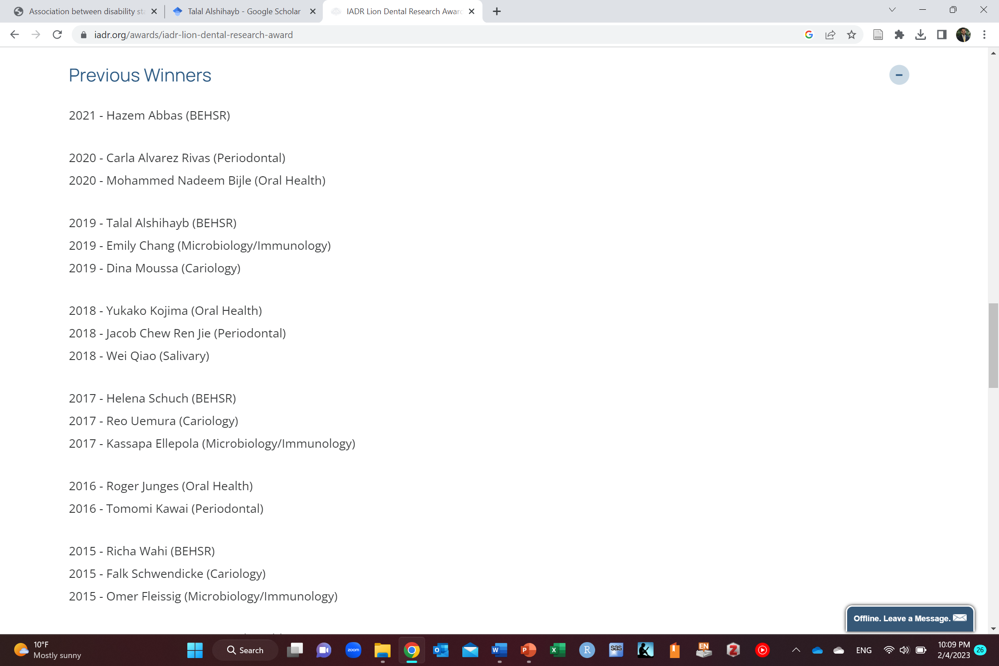 Association between disability sta
Talal Alshihayb - Google Scholar
IADR Lion Dental Research Awar
iadr.org/awards/iadr-lion-dental-research-award
Previous Winners
2021 - Hazem Abbas (BEHSR)
2020 - Carla Alvarez Rivas (Periodontal)
2020 - Mohammed Nadeem Bijle (Oral Health)
2019 - Talal Alshihayb (BEHSR)
2019 - Emily Chang (Microbiology/Immunology)
2019 - Dina Moussa (Cariology)
2018 - Yukako Kojima (Oral Health)
2018 - Jacob Chew Ren Jie (Periodontal)
2018 - Wei Qiao (Salivary)
2017 - Helena Schuch (BEHSR)
2017 - Reo Uemura (Cariology)
2017 - Kassapa Ellepola (Microbiology/Immunology)
2016 - Roger Junges (Oral Health)
2016 - Tomomi Kawai (Periodontal)
2015 - Richa Wahi (BEHSR)
2015 - Falk Schwendicke (Cariology)
2015 - Omer Fleissig (Microbiology/Immunology)
Offline. Leave a Message.
10°F
Mostly sunny
Search
zoom
O
W
P
X
R
sas
EN
Z
ENG
10:09 PM
2/4/2023
26